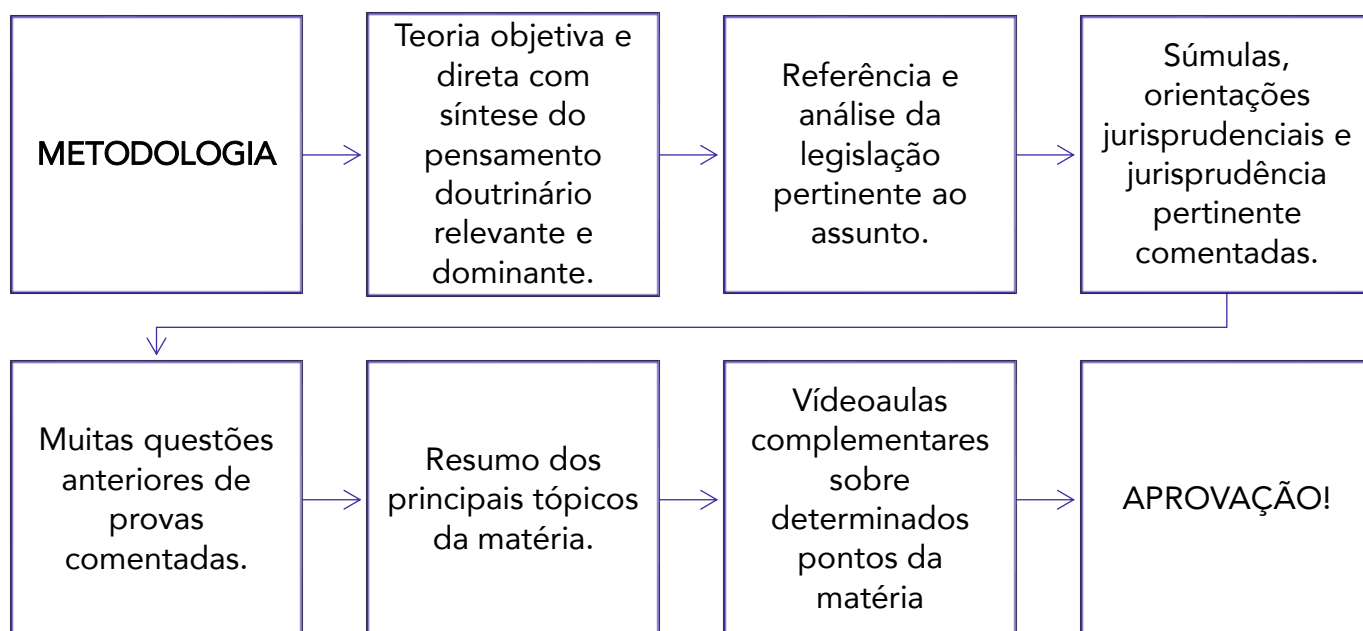 METODOLOGIA
Teoria objetiva e
direta com
síntese do
pensamento
doutrinário
relevante e
dominante.
Referência e
análise da
legislação
pertinente ao
assunto.
Súmulas,
orientações
jurisprudenciais e
jurisprudência
pertinente
comentadas.
Muitas questões
anteriores de
provas
comentadas.
Resumo dos
principais tópicos
da matéria.
Vídeoaulas
complementares
sobre
determinados
pontos da
matéria
APROVAÇÃO!